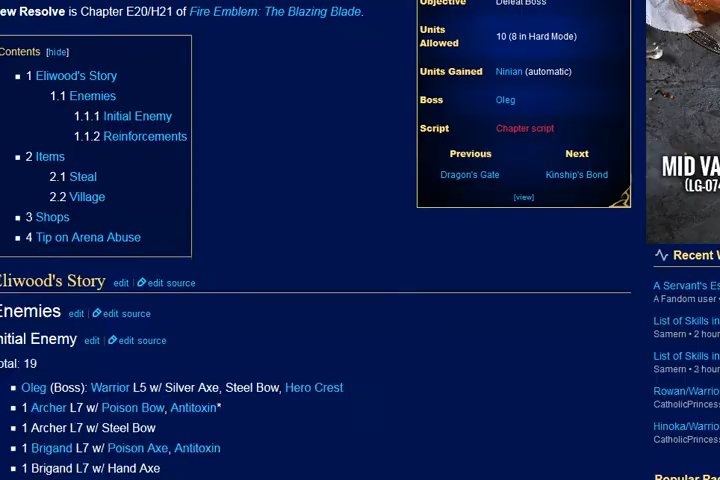 ew Resolve is Chapter E20/H21 of Fire Emblem: The Blazing Blade.
Contents [hide]
1 Eliwood's Story
1.1 Enemies
1.1.1 Initial Enemy
1.1.2 Reinforcements
2 Items
2.1 Steal
2.2 Village
3 Shops
4 Tip on Arena Abuse
Objective Defeat Boss
Units Allowed 10 (8 in Hard Mode)
Units Gained Ninian (automatic)
Boss Oleg
Script Chapter script
Previous Next
Dragon's Gate Kinship's Bond
[view]
Eliwood's Story edit | edit source
Enemies edit | edit source
nitial Enemy edit | edit source
otal: 19
Oleg (Boss): Warrior L5 w/ Silver Axe, Steel Bow, Hero Crest
1 Archer L7 w/ Poison Bow, Antitoxin*
1 Archer L7 w/ Steel Bow
1 Brigand L7 w/ Poison Axe, Antitoxin
1 Brigand L7 w/ Hand Axe
MID VA
(LG-074
Recent W
A Servant's Es
A Fandom user •
List of Skills in
Samern • 2 hour
List of Skills in
Samern • 2 hour
Rowan/Warrio
CatholicPrincess
Hinoka/Warrio
CatholicPrincess
Popular Pag